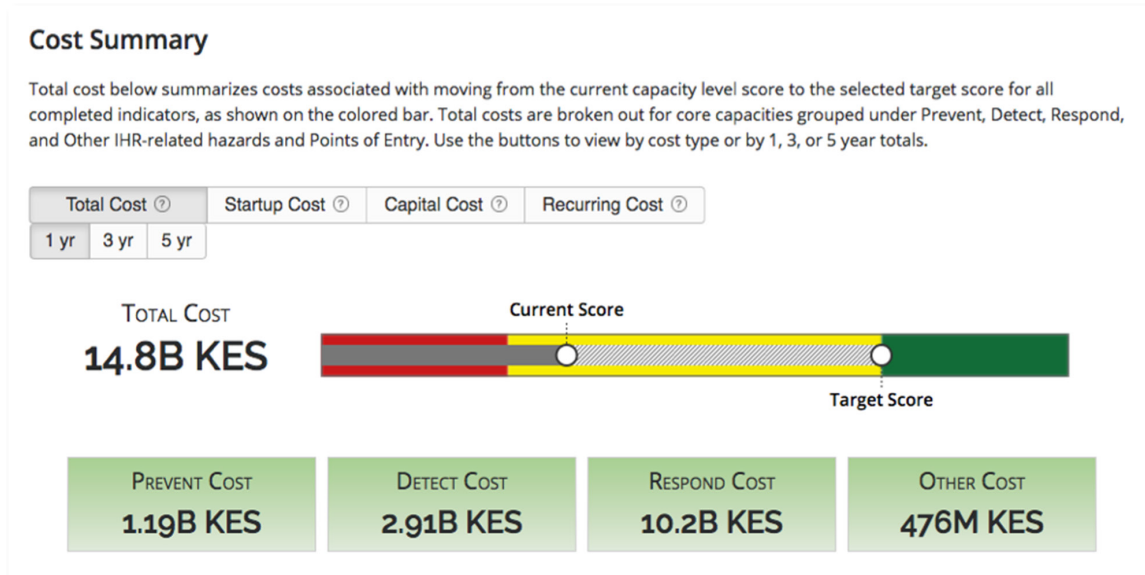 Cost Summary
Total cost below summarizes costs associated with moving from the current capacity level score to the selected target score for all
completed indicators, as shown on the colored bar. Total costs are broken out for core capacities grouped under Prevent, Detect, Respond,
and Other IHR-related hazards and Points of Entry. Use the buttons to view by cost type or by 1, 3, or 5 year totals.
Total Cost ? Startup Cost ? Capital Cost ? Recurring Cost ?
1 yr 3 yr 5 yr
Total Cost
14.8B KES
Current Score
Target Score
Prevent Cost
1.19B KES
Detect Cost
2.91B KES
Respond Cost
10.2B KES
Other Cost
476M KES